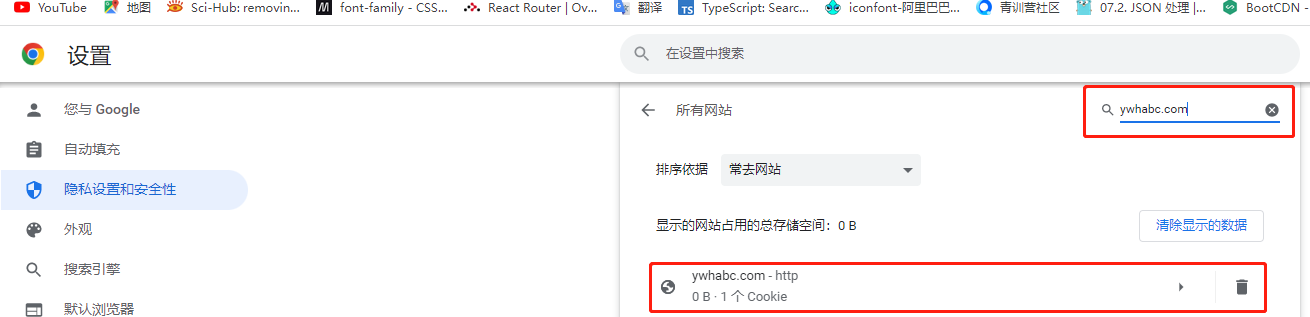 YouTube 地图 Sci-Hub: removin... font-family - CSS... React Router | Ov... 翻译 TypeScript: Searc... iconfont-阿里巴巴... 青训营社区 07.2. JSON 处理 |... BootCDN -
设置 在设置中搜索
您与 Google
所有网站 ywhabc.com
自动填充
排序依据 常去网站
隐私设置和安全性
显示的网站占用的总存储空间：0 B 清除显示的数据
外观
搜索引擎
ywhabc.com - http
0 B · 1 个 Cookie
默认浏览器